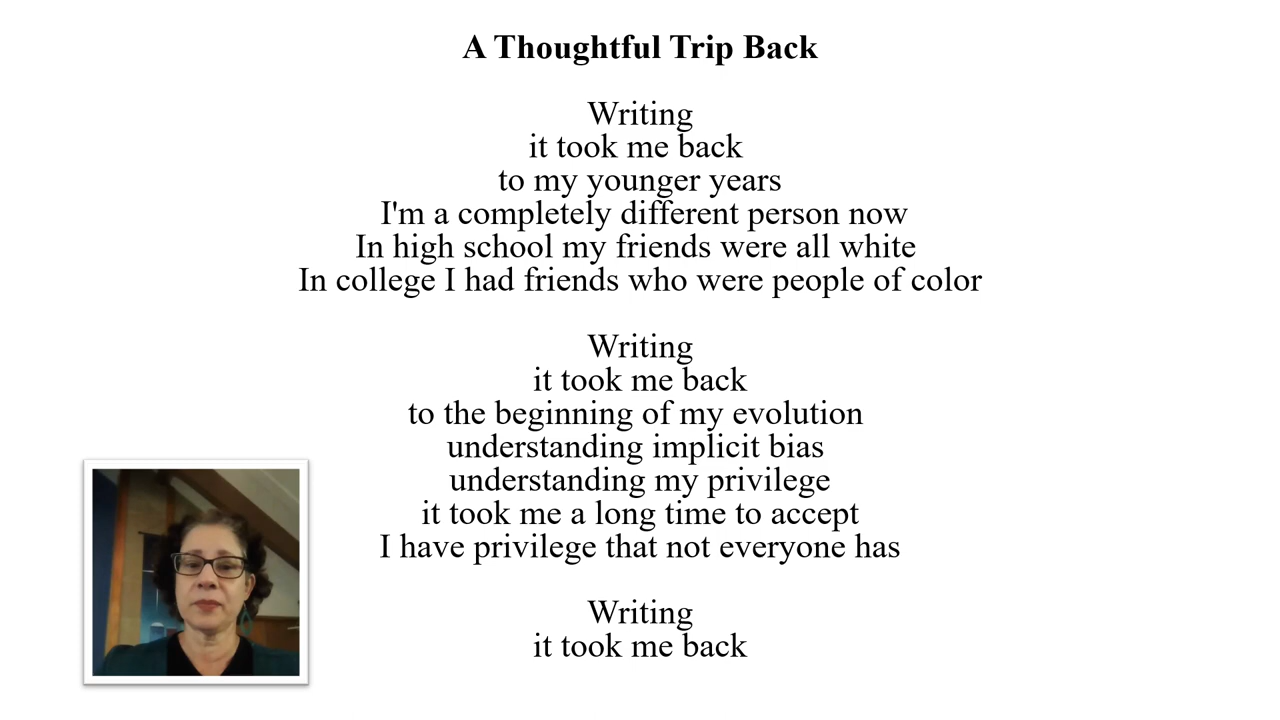 A Thoughtful Trip Back
Writing
it took me back
to my younger years
I'm a completely different person now
In high school my friends were all white
In college I had friends who were people of color
Writing
it took me back
to the beginning of my evolution
understanding implicit bias
understanding my privilege
it took me a long time to accept
I have privilege that not everyone has
Writing
it took me back